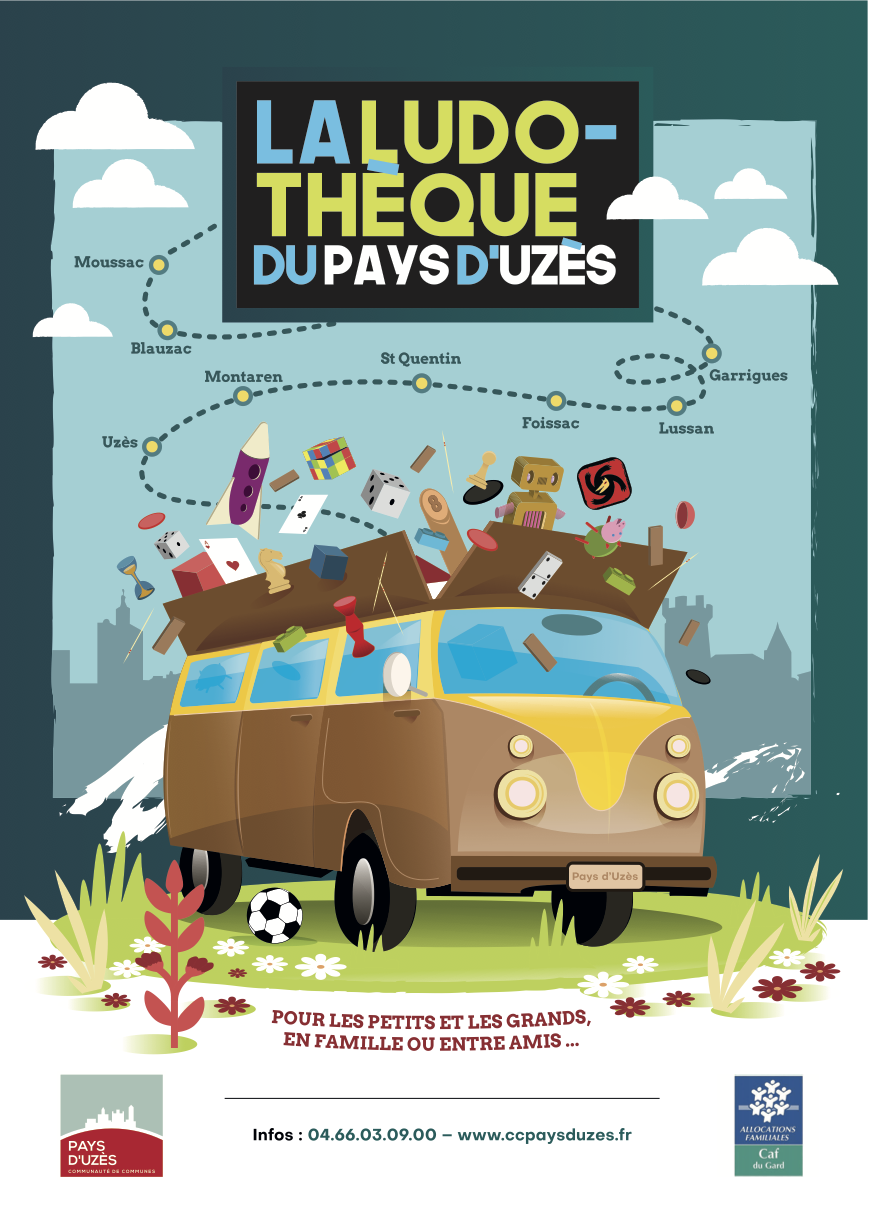 LA LUDO-
THÈQUE
DU PAYS D'UZÈS
Moussac
Blauzac
St Quentin
Montaren
Garrigues
Foissac
Lussan
Uzès
Pays d'Uzès
POUR LES PETITS ET LES GRANDS,
EN FAMILLE OU ENTRE AMIS ...
Infos : 04.66.03.09.00 – www.ccpaysduzes.fr
PAYS
D'UZÈS
COMMUNAUTÉ DE COMMUNES
ALLOCATIONS
FAMILIALES
Caf
du Gard